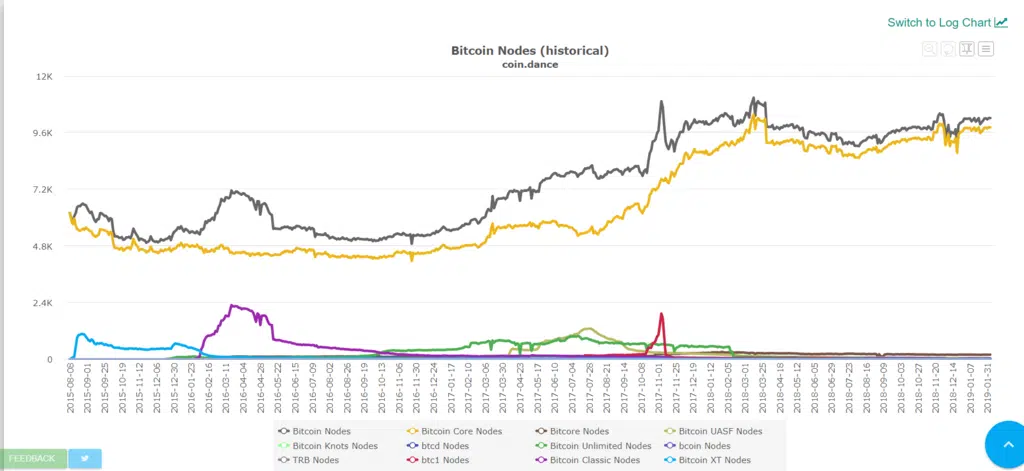 Switch to Log Chart
Bitcoin Nodes (historical)
coin.dance
12K
9.6K
7.2K
4.8K
2.4K
0
2015-08-08
2015-09-01
2015-10-19
2015-11-12
2015-12-06
2015-12-30
2016-01-23
2016-02-16
2016-03-11
2016-04-04
2016-04-28
2016-05-22
2016-06-15
2016-07-09
2016-08-02
2016-08-26
2016-09-19
2016-10-13
2016-11-06
2016-11-30
2016-12-24
2017-01-17
2017-02-10
2017-03-06
2017-03-30
2017-04-23
2017-05-17
2017-06-10
2017-07-04
2017-07-28
2017-08-21
2017-09-14
2017-10-08
2017-11-01
2017-11-25
2017-12-19
2018-01-12
2018-02-05
2018-03-01
2018-03-25
2018-04-18
2018-05-12
2018-06-05
2018-06-29
2018-07-23
2018-08-16
2018-09-09
2018-10-03
2018-10-27
2018-11-20
2018-12-14
2019-01-07
2019-01-31
Bitcoin Nodes
Bitcoin Core Nodes
Bitcore Nodes
Bitcoin UASF Nodes
Bitcoin Knots Nodes
btcd Nodes
Bitcoin Unlimited Nodes
bcoin Nodes
TRB Nodes
btc1 Nodes
Bitcoin Classic Nodes
Bitcoin XT Nodes
FEEDBACK